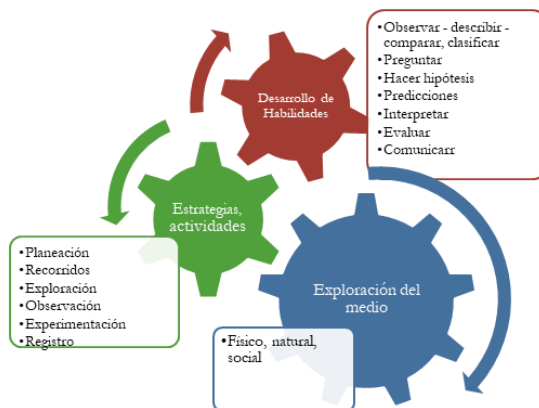 •Observar - describir -
comparar, clasificar
•Preguntar
•Hacer hipótesis
•Predicciones
•Interpretar
•Evaluar
•Comunicarr
Desarrollo de
Habilidades
Estrategias,
actividades
•Planeación
•Recorridos
•Exploración
•Observación
•Experimentación
•Registro
Exploración del
medio
•Físico, natural,
social